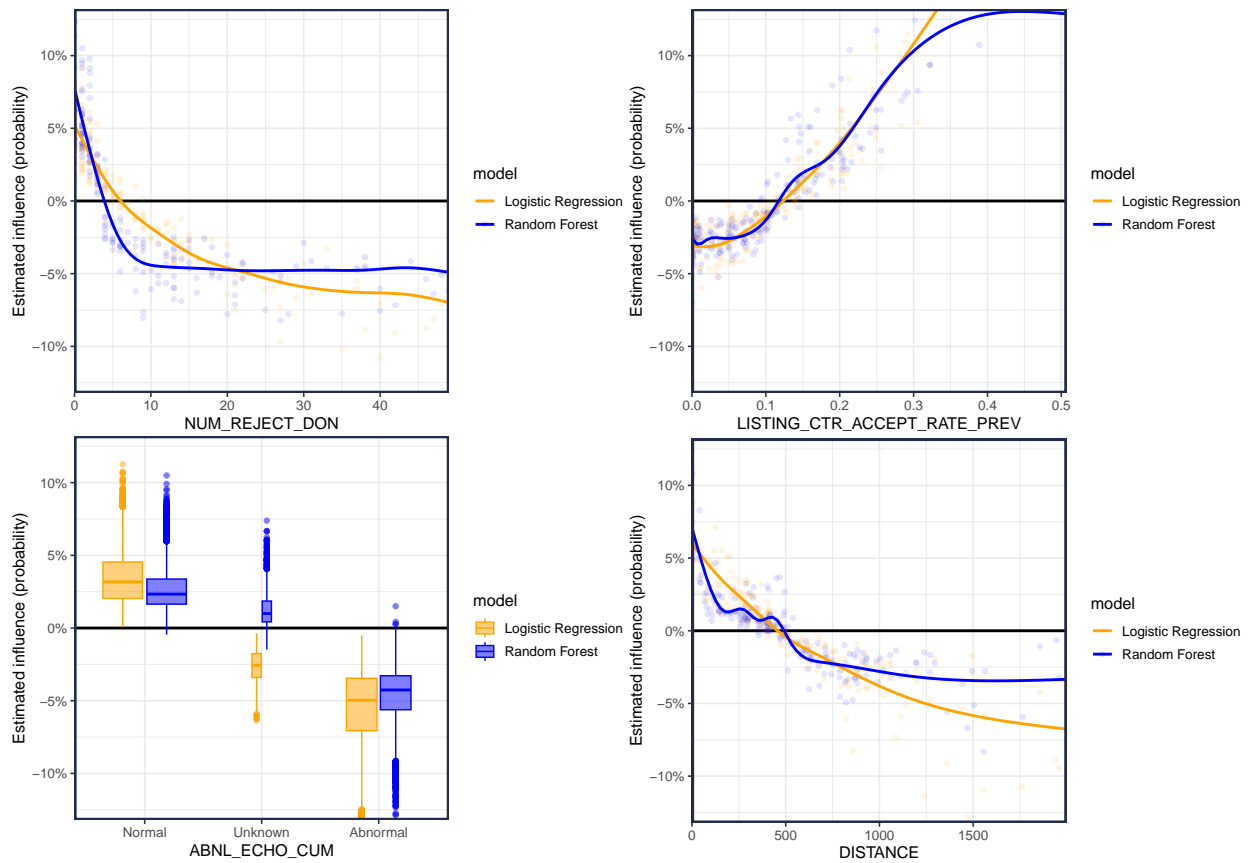 10%
5%
0%
−5%
−10%
Estimated influence (probability)
0
10
20
30
40
NUM_REJECT_DON
model
Logistic Regression
Random Forest
10%
5%
0%
−5%
−10%
Estimated influence (probability)
0.0
0.1
0.2
0.3
0.4
0.5
LISTING_CTR_ACCEPT_RATE_PREV
model
Logistic Regression
Random Forest
10%
5%
0%
−5%
−10%
Estimated influence (probability)
Normal
Unknown
Abnormal
ABNL_ECHO_CUM
model
Logistic Regression
Random Forest
10%
5%
0%
−5%
−10%
Estimated influence (probability)
0
500
1000
1500
DISTANCE
model
Logistic Regression
Random Forest